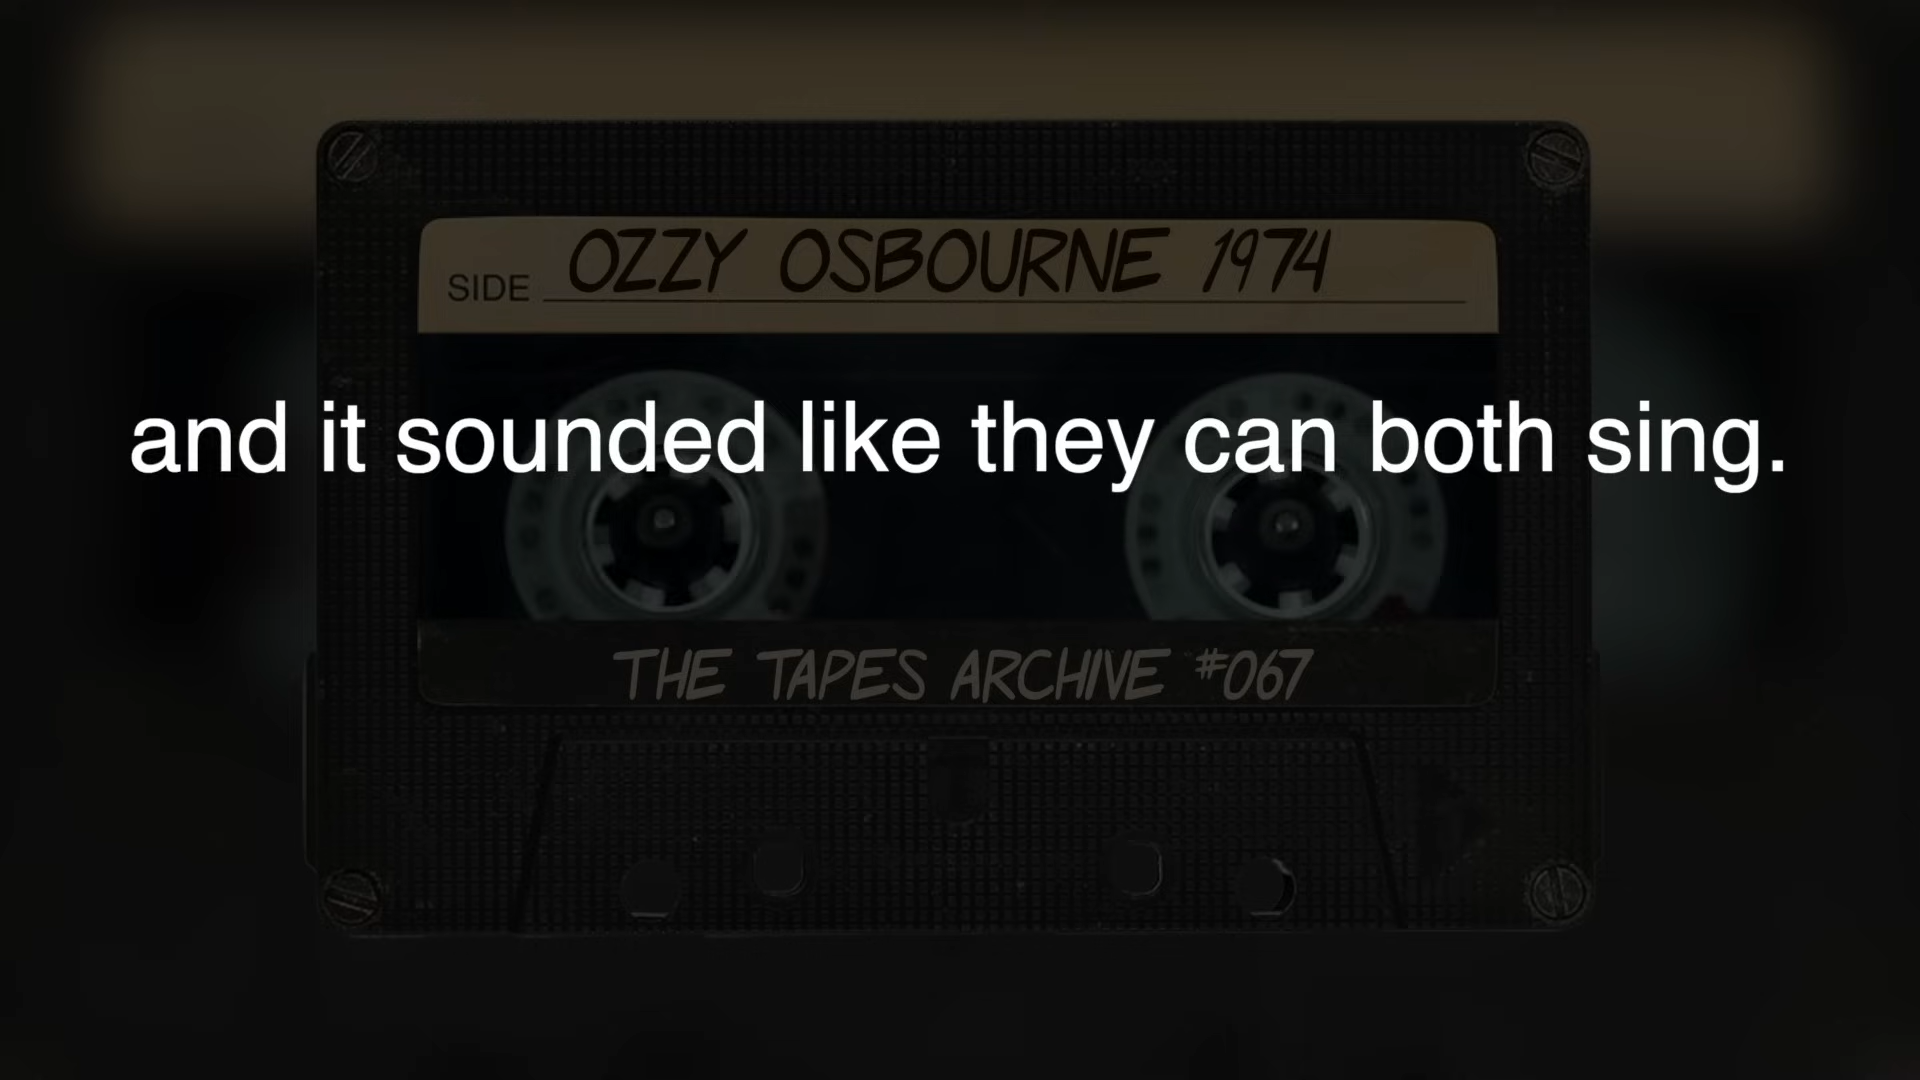 OZZY OSBOURNE 1974
SIDE
and it sounded like they can both sing.
THE TAPES ARCHIVE #067